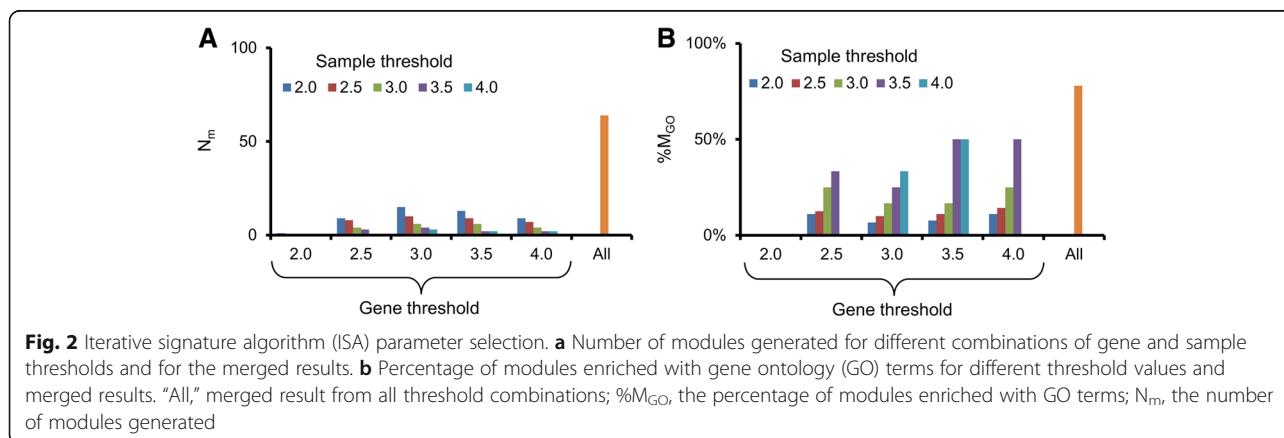 A
100
50
0
N_m
Sample threshold
2.0 2.5 3.0 3.5 4.0
2.0 2.5 3.0 3.5 4.0 All
Gene threshold
B
100%
50%
0%
%M_GO
Sample threshold
2.0 2.5 3.0 3.5 4.0
2.0 2.5 3.0 3.5 4.0 All
Gene threshold
Fig. 2 Iterative signature algorithm (ISA) parameter selection. a Number of modules generated for different combinations of gene and sample
thresholds and for the merged results. b Percentage of modules enriched with gene ontology (GO) terms for different threshold values and
merged results. “All,” merged result from all threshold combinations; %M_GO, the percentage of modules enriched with GO terms; N_m, the number
of modules generated